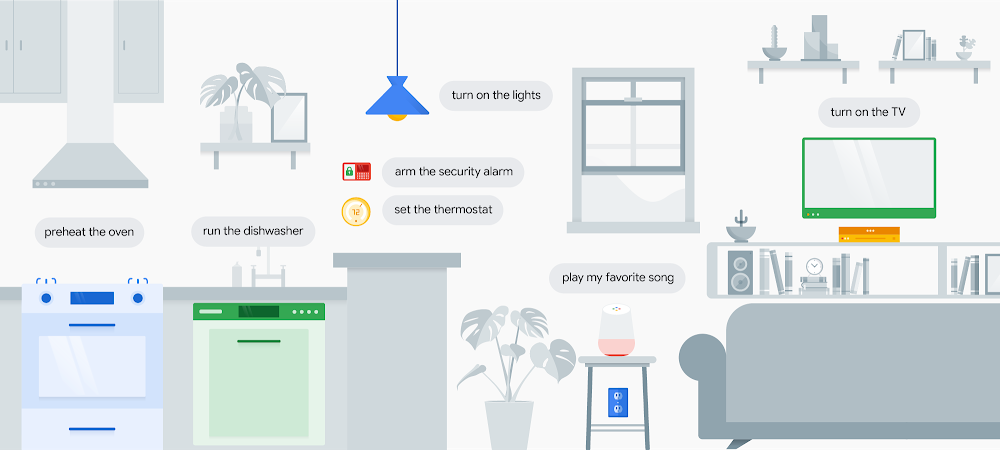 turn on the lights
turn on the TV
arm the security alarm
72
set the thermostat
preheat the oven
run the dishwasher
play my favorite song